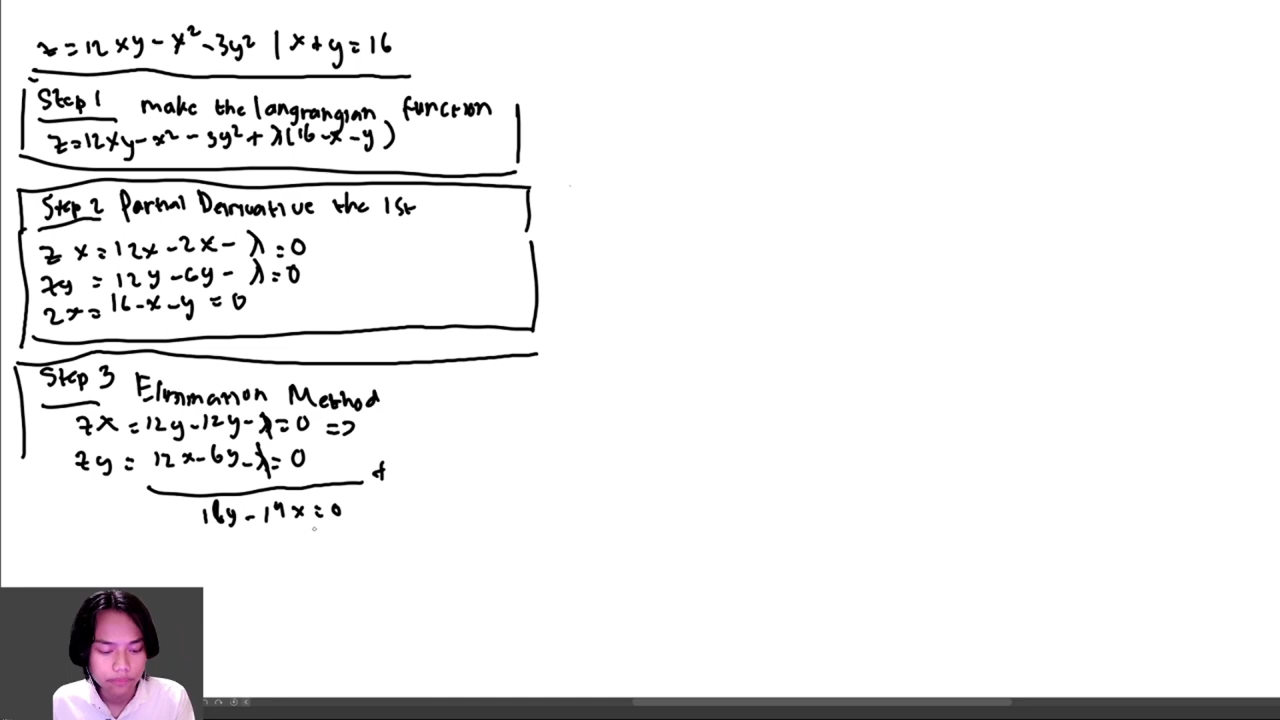 z = 12xy - x² - 3y² | x + y = 16
Step 1 make the langrangian function
z = 12xy - x² - 3y² + λ(16 - x - y)
Step 2 Partial Derivative the 1st
zx = 12x - 2x - λ = 0
zy = 12y - 6y - λ = 0
zx = 16 - x - y = 0
Step 3 Elimination Method
zx = 12y - 12y - λ = 0 =>
zy = 12x - 6y - λ = 0 +
18y - 14x = 0